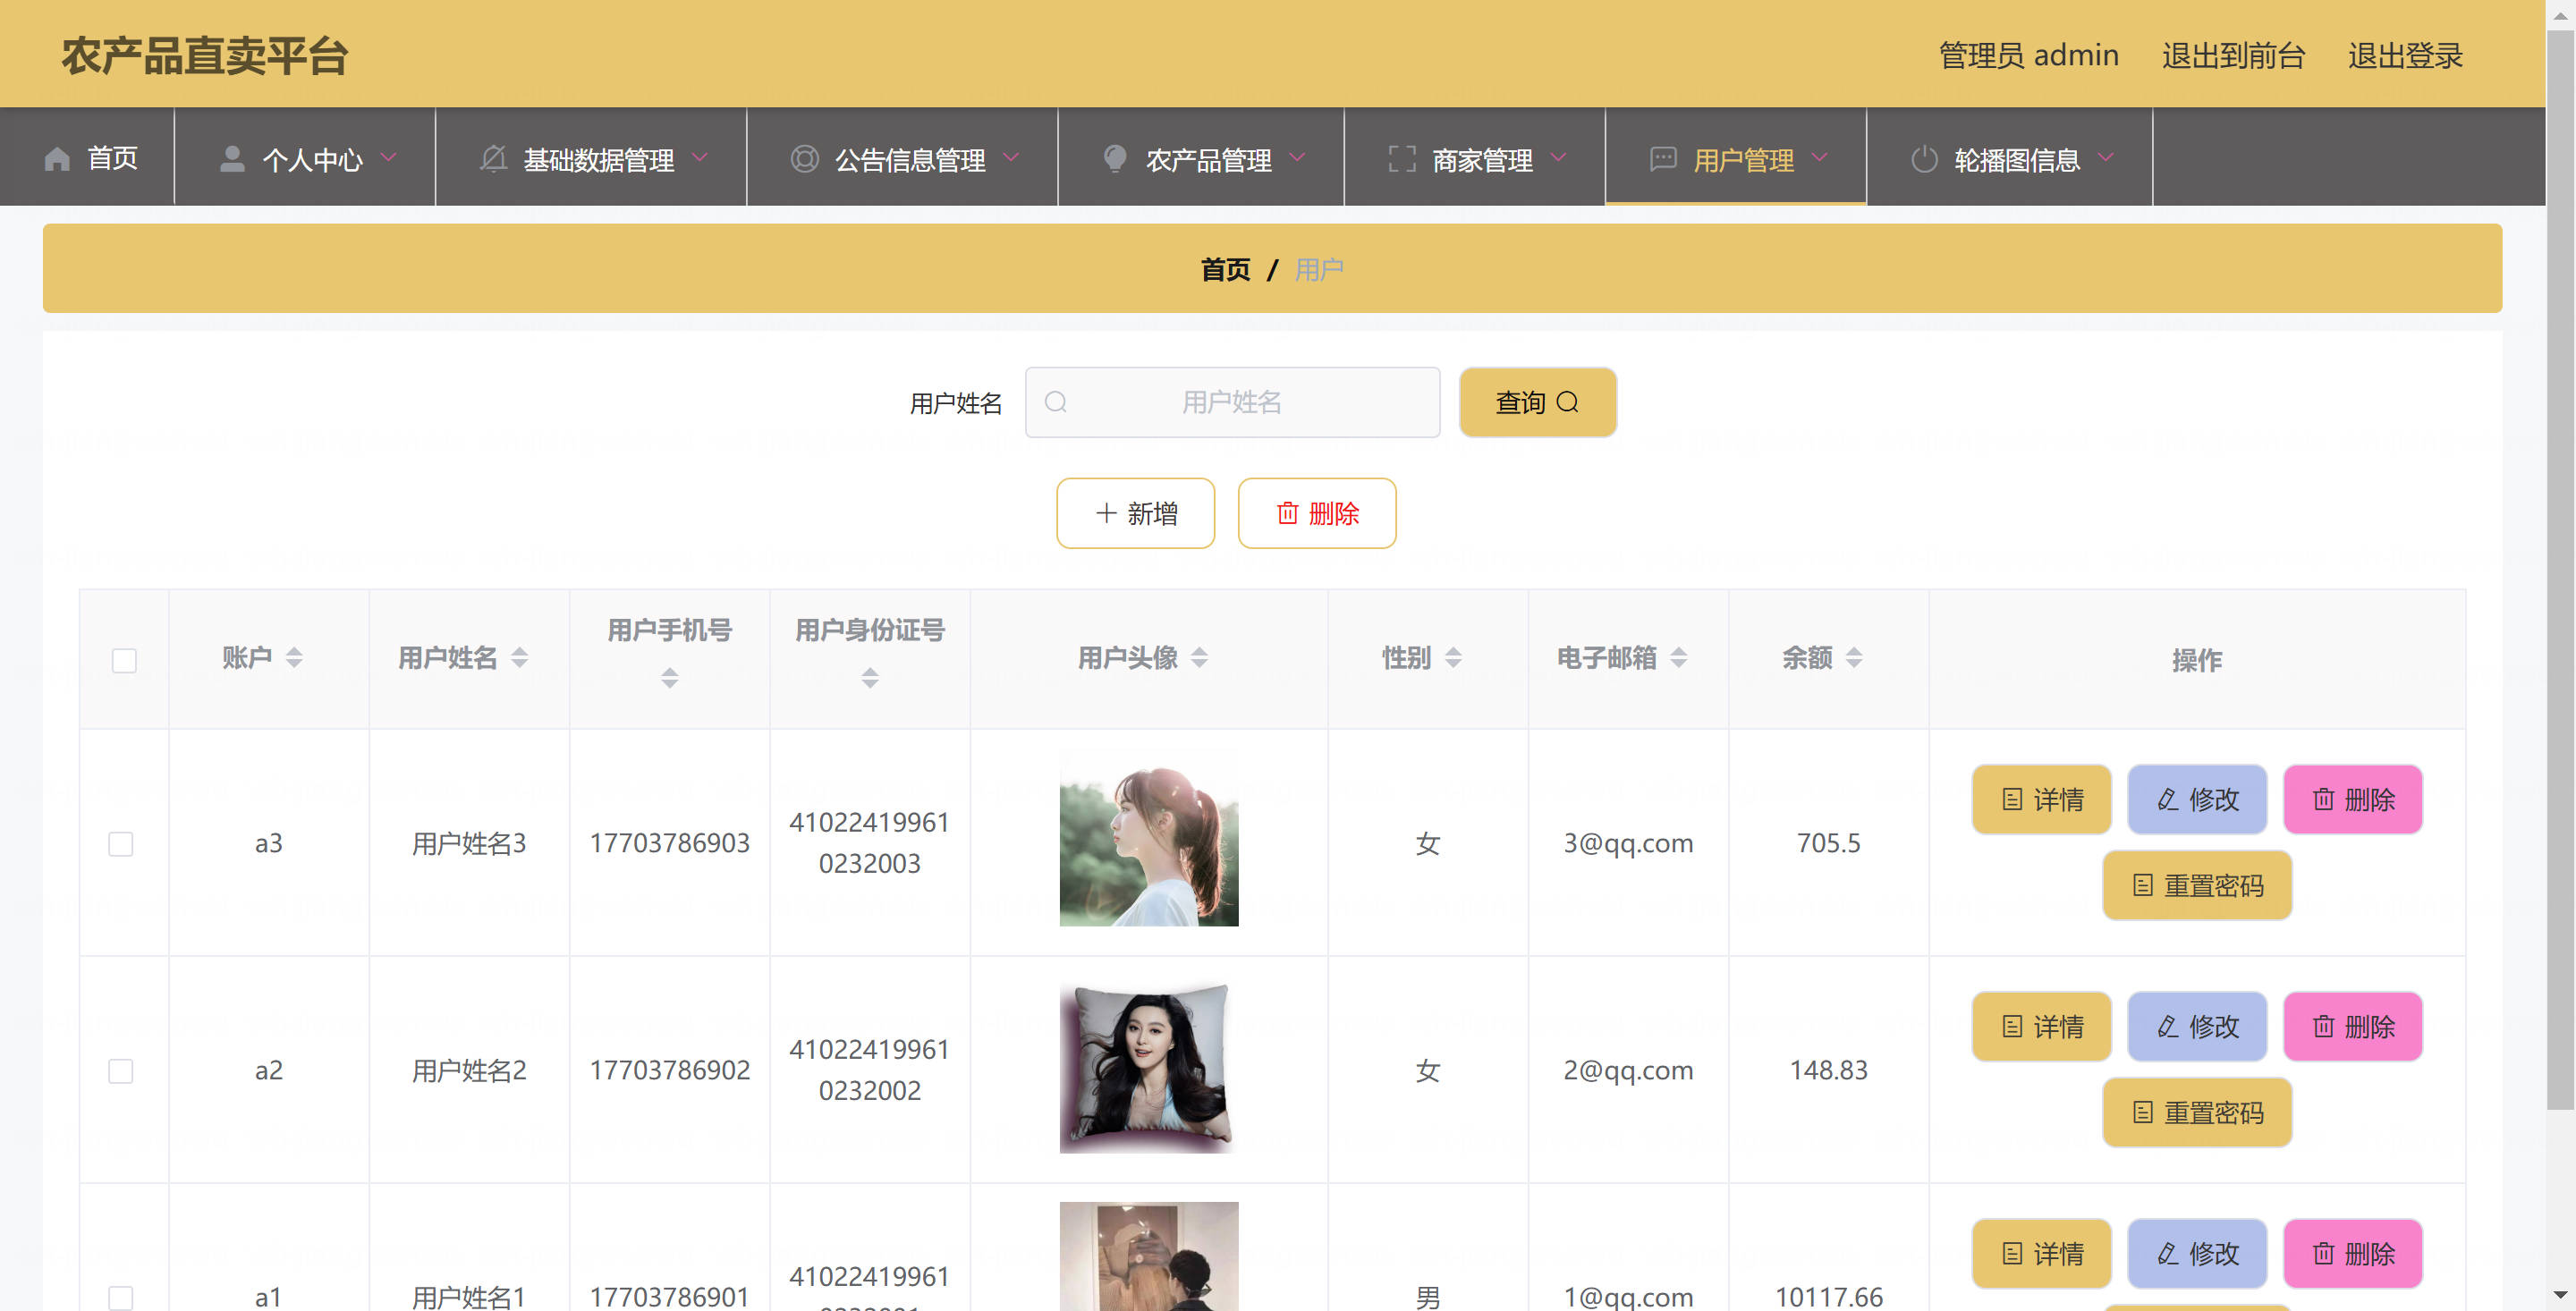 农产品直卖平台
管理员 admin 退出到前台 退出登录
首页 个人中心 基础数据管理 公告信息管理 农产品管理 商家管理 用户管理 轮播图信息
首页 / 用户
用户姓名 用户姓名 查询
新增 删除
账户 用户姓名 用户手机号 用户身份证号 用户头像 性别 电子邮箱 余额 操作
a3 用户姓名3 17703786903 41022419961
0232003
女 3@qq.com 705.5 详情 修改 删除
重置密码
a2 用户姓名2 17703786902 41022419961
0232002
女 2@qq.com 148.83 详情 修改 删除
重置密码
a1 用户姓名1 17703786901 41022419961
男 1@qq.com 10117.66 详情 修改 删除